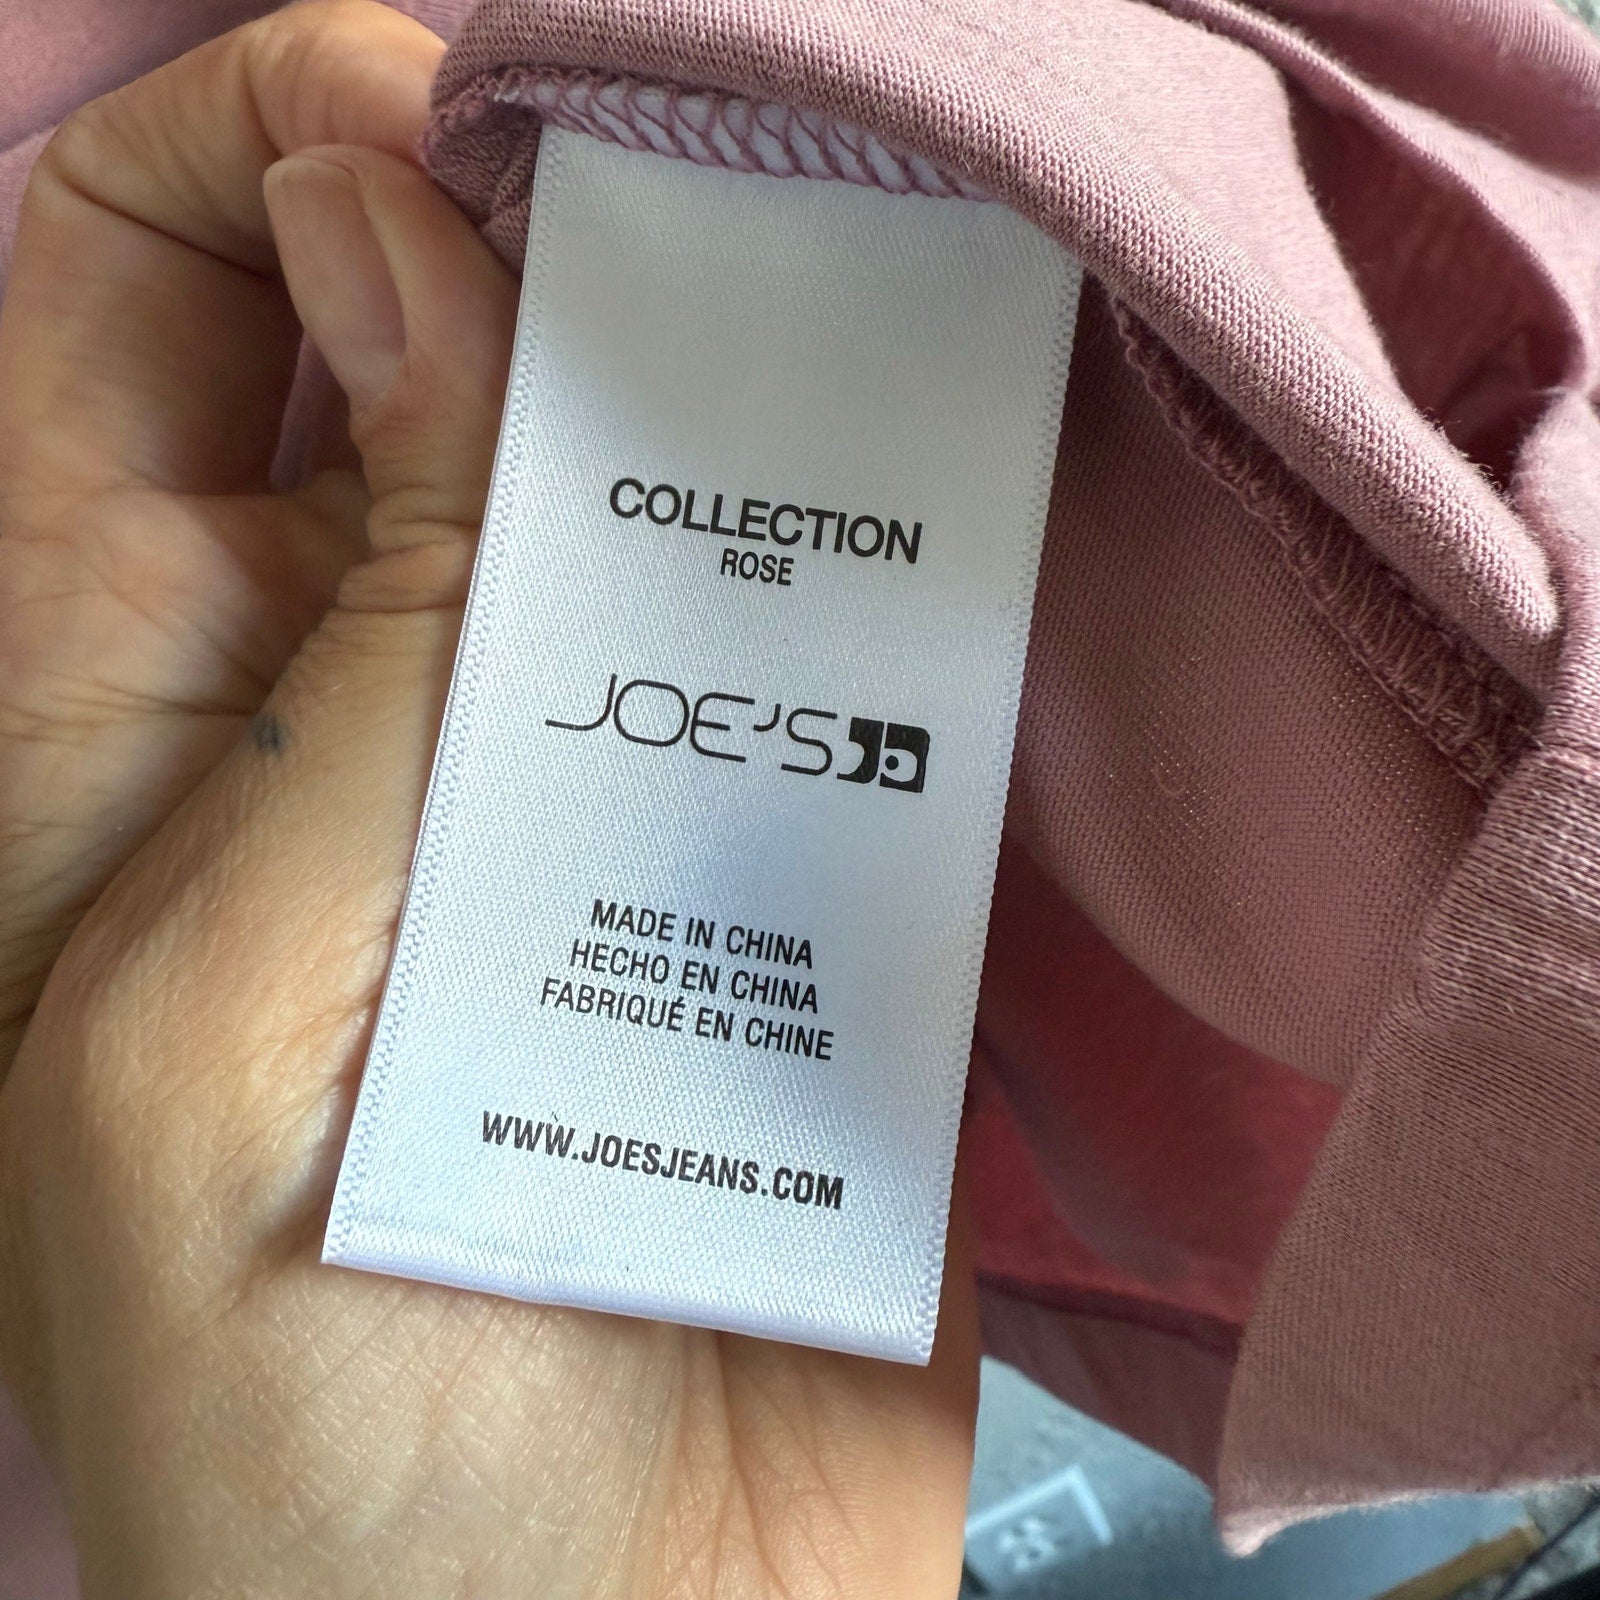 COLLECTION
ROSE
JOE'S
MADE IN CHINA
HECHO EN CHINA
FABRIQUÉ EN CHINE
WWW.JOESJEANS.COM